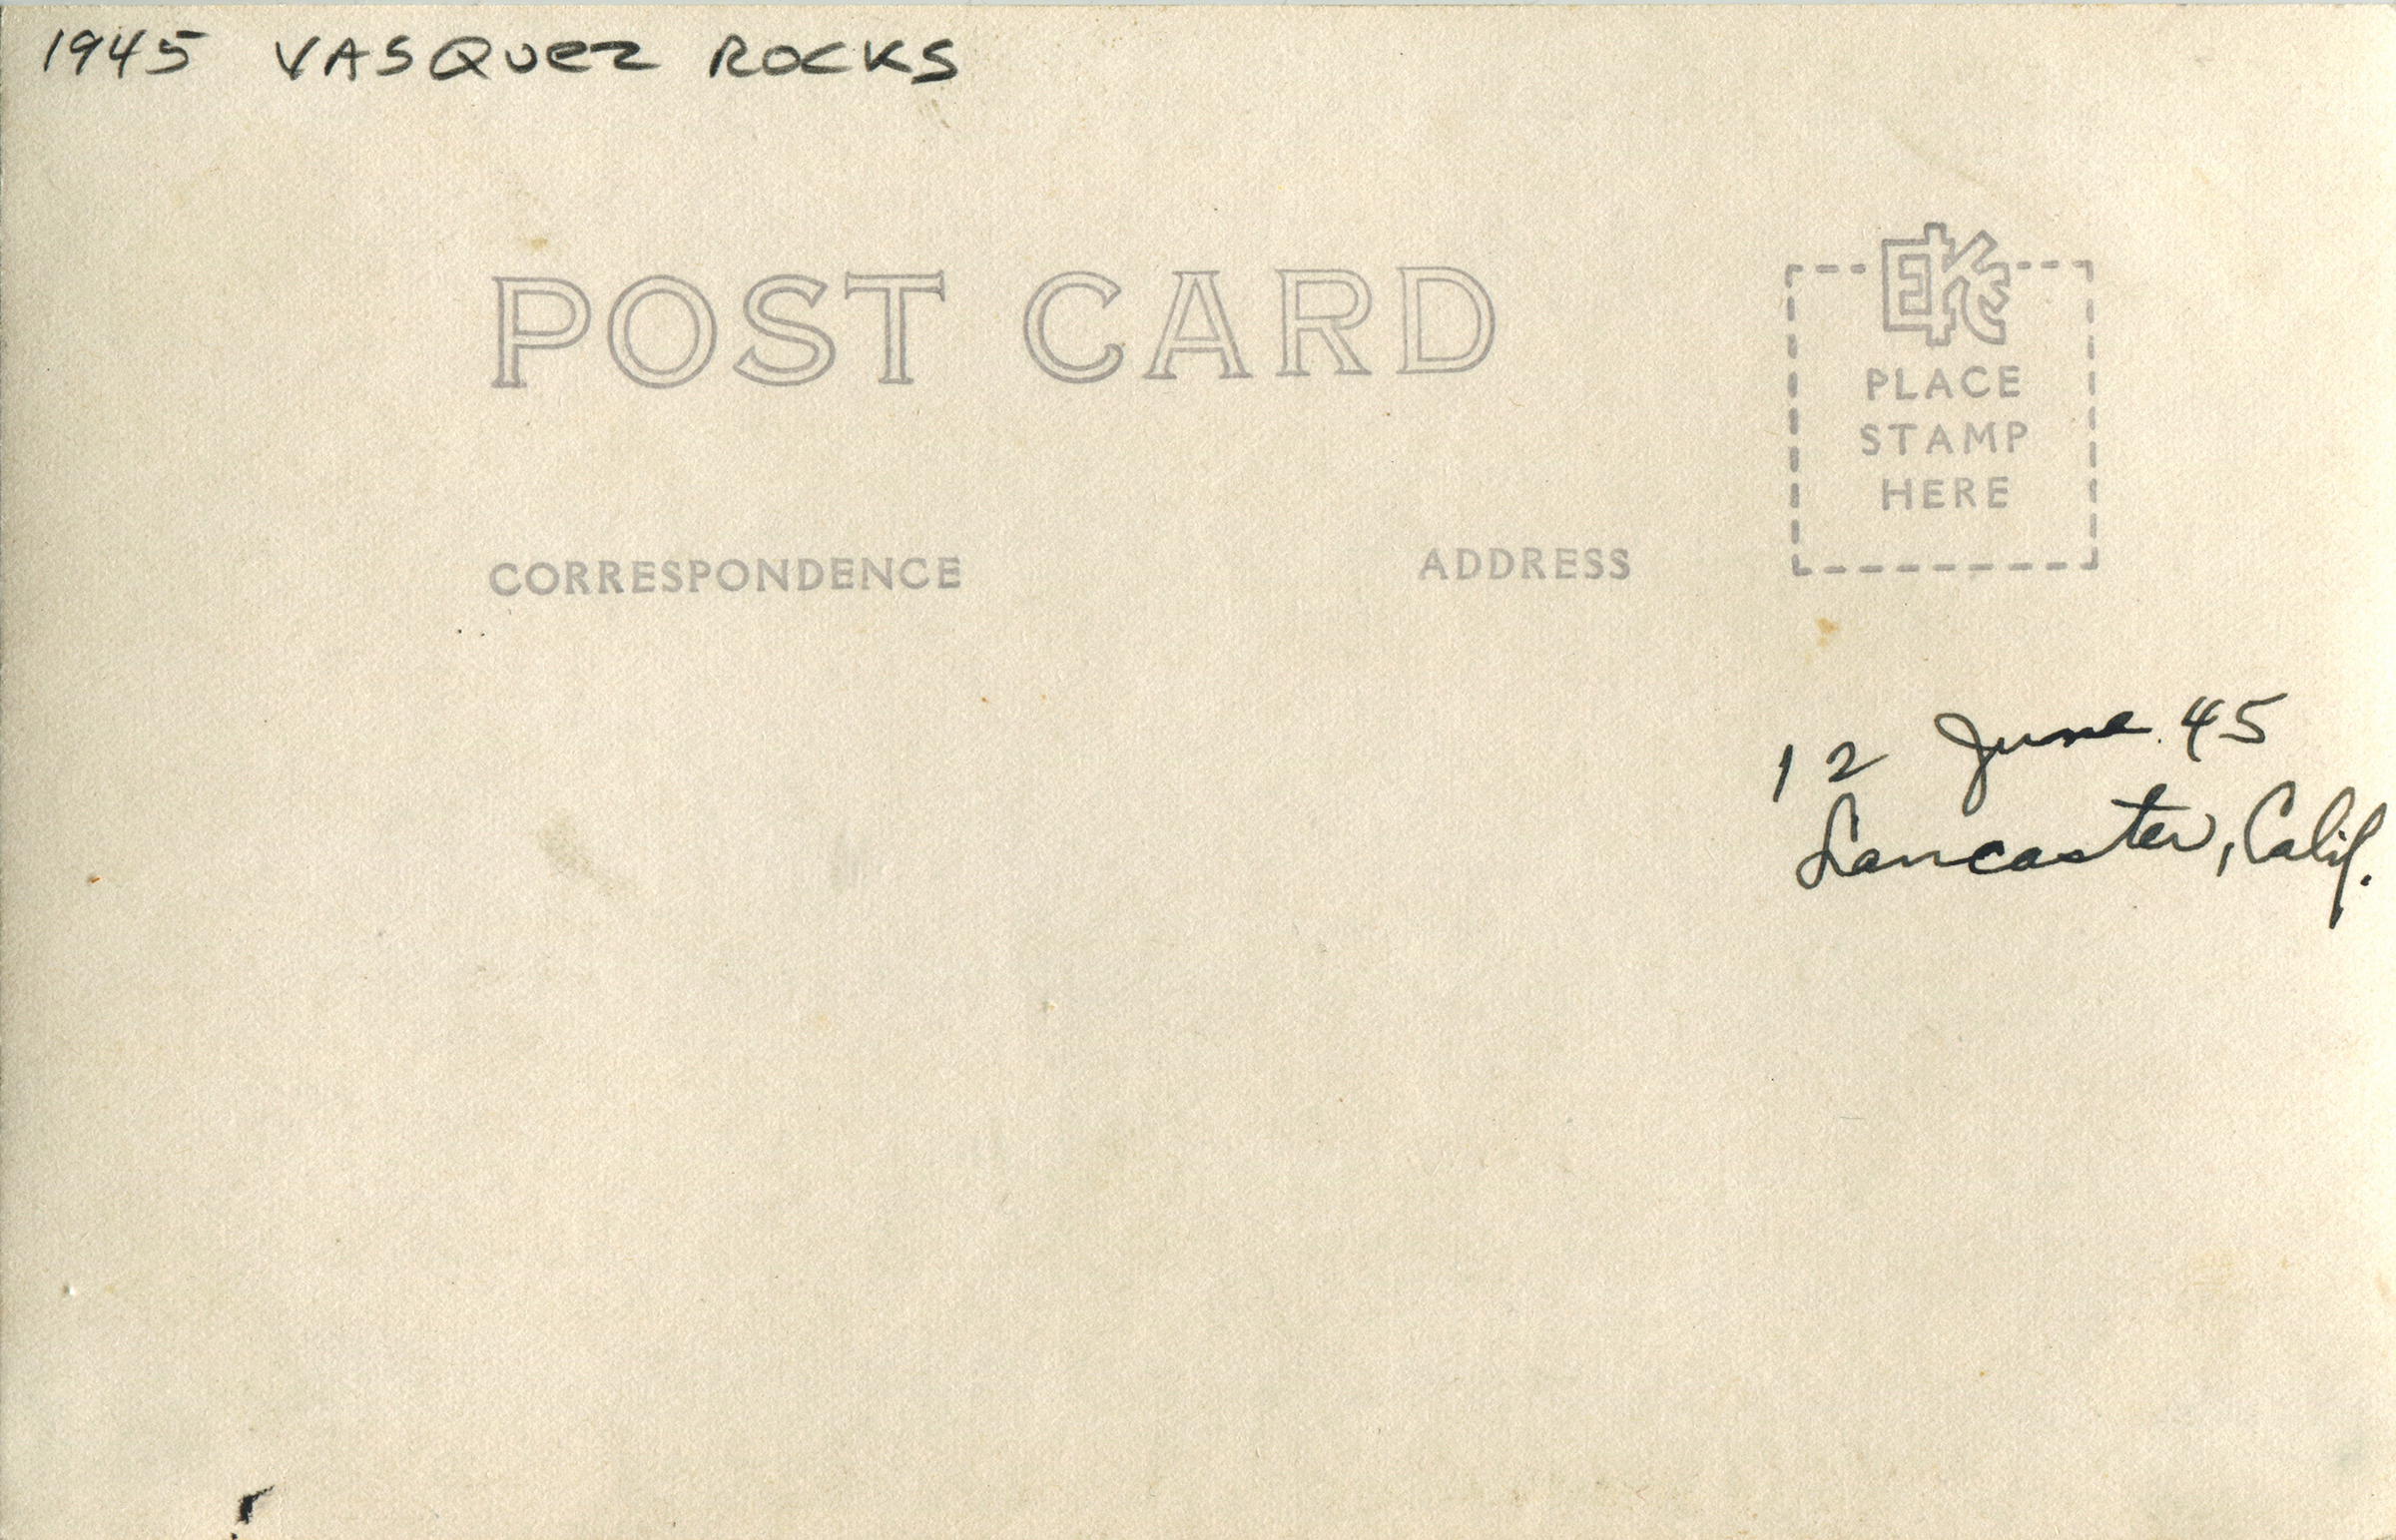 1945 VASQUEZ ROCKS
POST CARD
EKC
PLACE
STAMP
HERE
CORRESPONDENCE
ADDRESS
12 June 45
Lancaster, Calif.